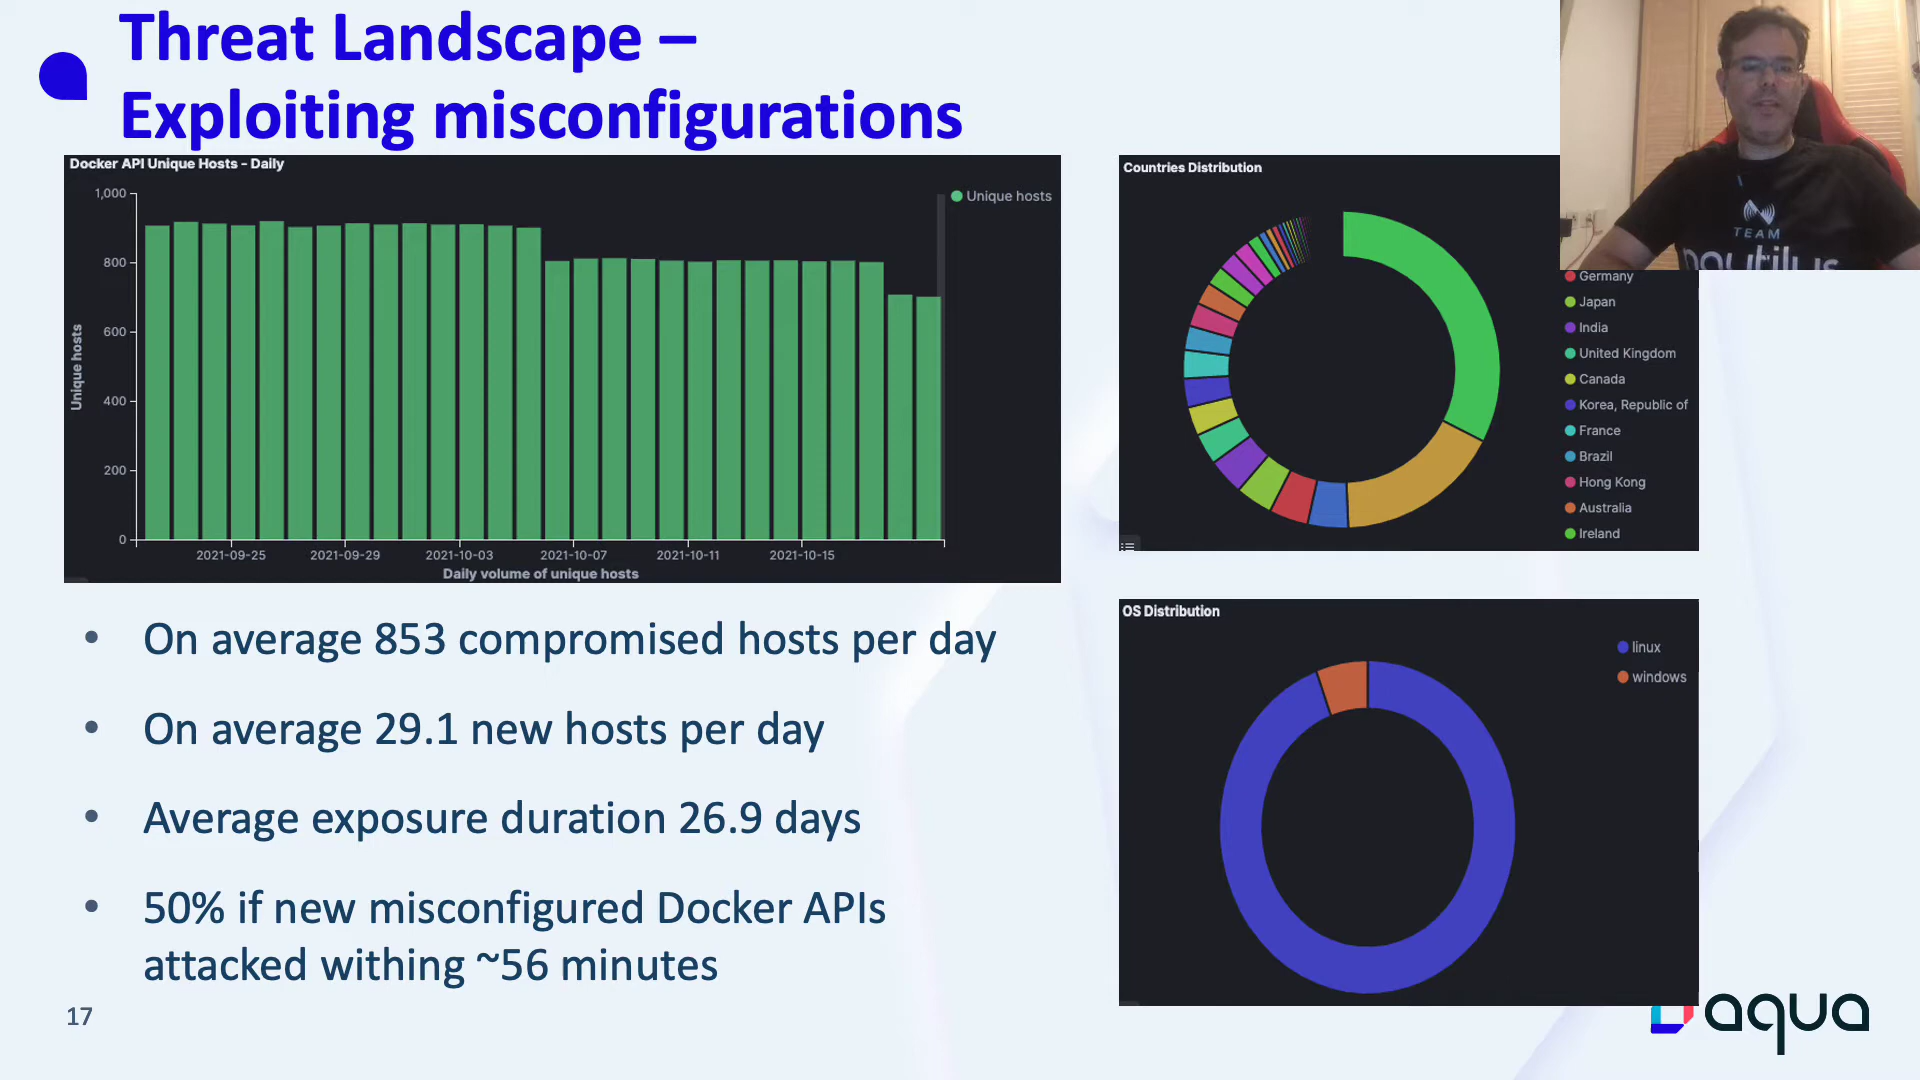 Threat Landscape –
Exploiting misconfigurations
Docker API Unique Hosts - Daily
Unique hosts
1,000
800
600
400
200
0
Unique hosts
2021-09-25
2021-09-29
2021-10-03
2021-10-07
2021-10-11
2021-10-15
Daily volume of unique hosts
Countries Distribution
Germany
Japan
India
United Kingdom
Canada
Korea, Republic of
France
Brazil
Hong Kong
Australia
Ireland
TEAM
nautilus
• On average 853 compromised hosts per day
• On average 29.1 new hosts per day
• Average exposure duration 26.9 days
• 50% if new misconfigured Docker APIs
attacked withing ~56 minutes
OS Distribution
linux
windows
17
aqua